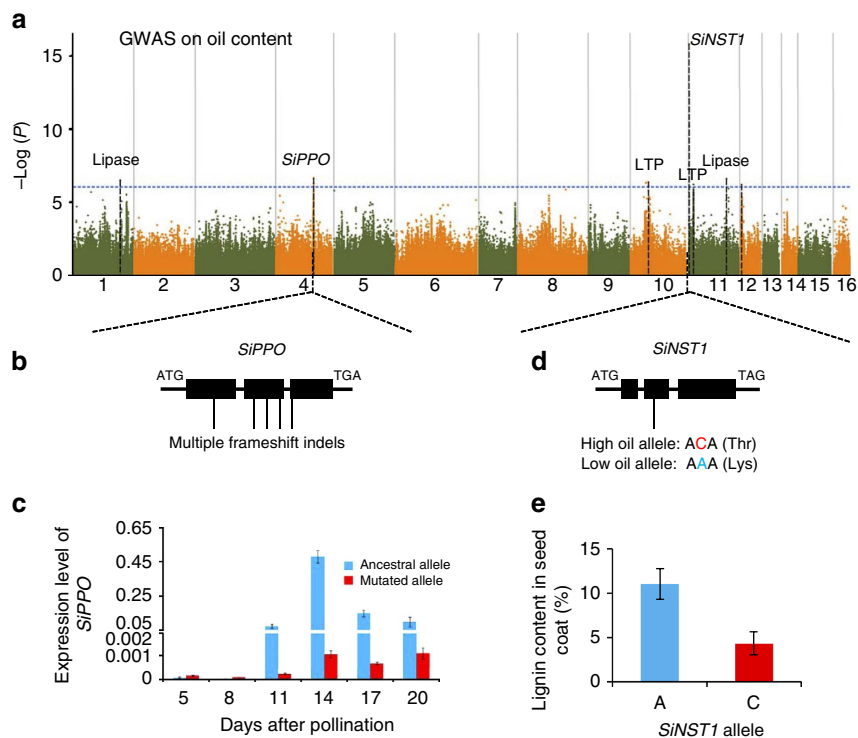 a
GWAS on oil content
SiNST1
15
10
5
0
–Log (P)
Lipase
SiPPO
LTP
LTP
Lipase
1 2 3 4 5 6 7 8 9 10 11 12 13 14 15 16
b
SiPPO
ATG
TGA
Multiple frameshift indels
d
SiNST1
ATG
TAG
High oil allele: ACA (Thr)
Low oil allele: AAA (Lys)
c
Expression level of
SiPPO
0.65
0.45
0.05
0.002
0.001
0
Ancestral allele
Mutated allele
5 8 11 14 17 20
Days after pollination
e
Lignin content in seed
coat (%)
15
10
5
0
A C
SiNST1 allele